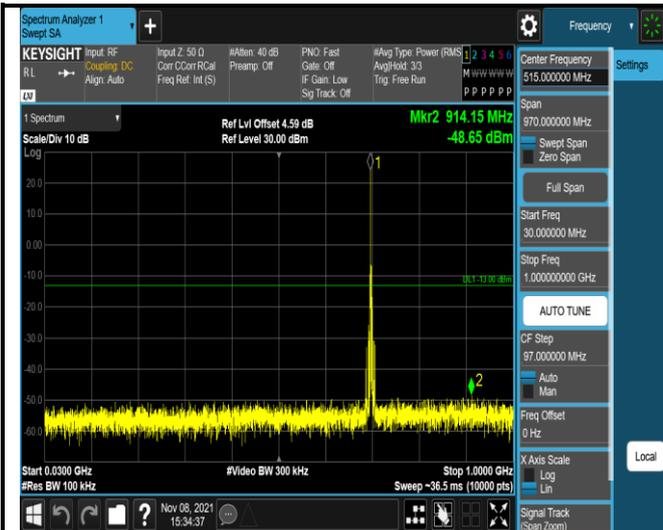 Spectrum Analyzer 1
Swept SA
Frequency
KEYSIGHT
RL
LXI
Input: RF
Coupling: DC
Align: Auto
Input Z: 50 Ω
Corr CCorr RCal
Freq Ref: Int (S)
#Atten: 40 dB
Preamp: Off
PNO: Fast
Gate: Off
IF Gain: Low
Sig Track: Off
#Avg Type: Power (RMS
Avg|Hold: 3/3
Trig: Free Run
1 2 3 4 5 6
M W W W W W
P P P P P P
1 Spectrum
Scale/Div 10 dB
Ref Lvl Offset 4.59 dB
Ref Level 30.00 dBm
Mkr2 914.15 MHz
-48.65 dBm
Log
20.0
10.0
0.00
-10.0
-20.0
-30.0
-40.0
-50.0
-60.0
1
DL1 -13.00 dBm
2
Start 0.0300 GHz
#Res BW 100 kHz
#Video BW 300 kHz
Stop 1.0000 GHz
Sweep ~36.5 ms (10000 pts)
Nov 08, 2021
15:34:37
Center Frequency
515.000000 MHz
Span
970.000000 MHz
Swept Span
Zero Span
Full Span
Start Freq
30.000000 MHz
Stop Freq
1.000000000 GHz
AUTO TUNE
CF Step
97.000000 MHz
Auto
Man
Freq Offset
0 Hz
X Axis Scale
Log
Lin
Signal Track
(Span Zoom)
Settings
Local